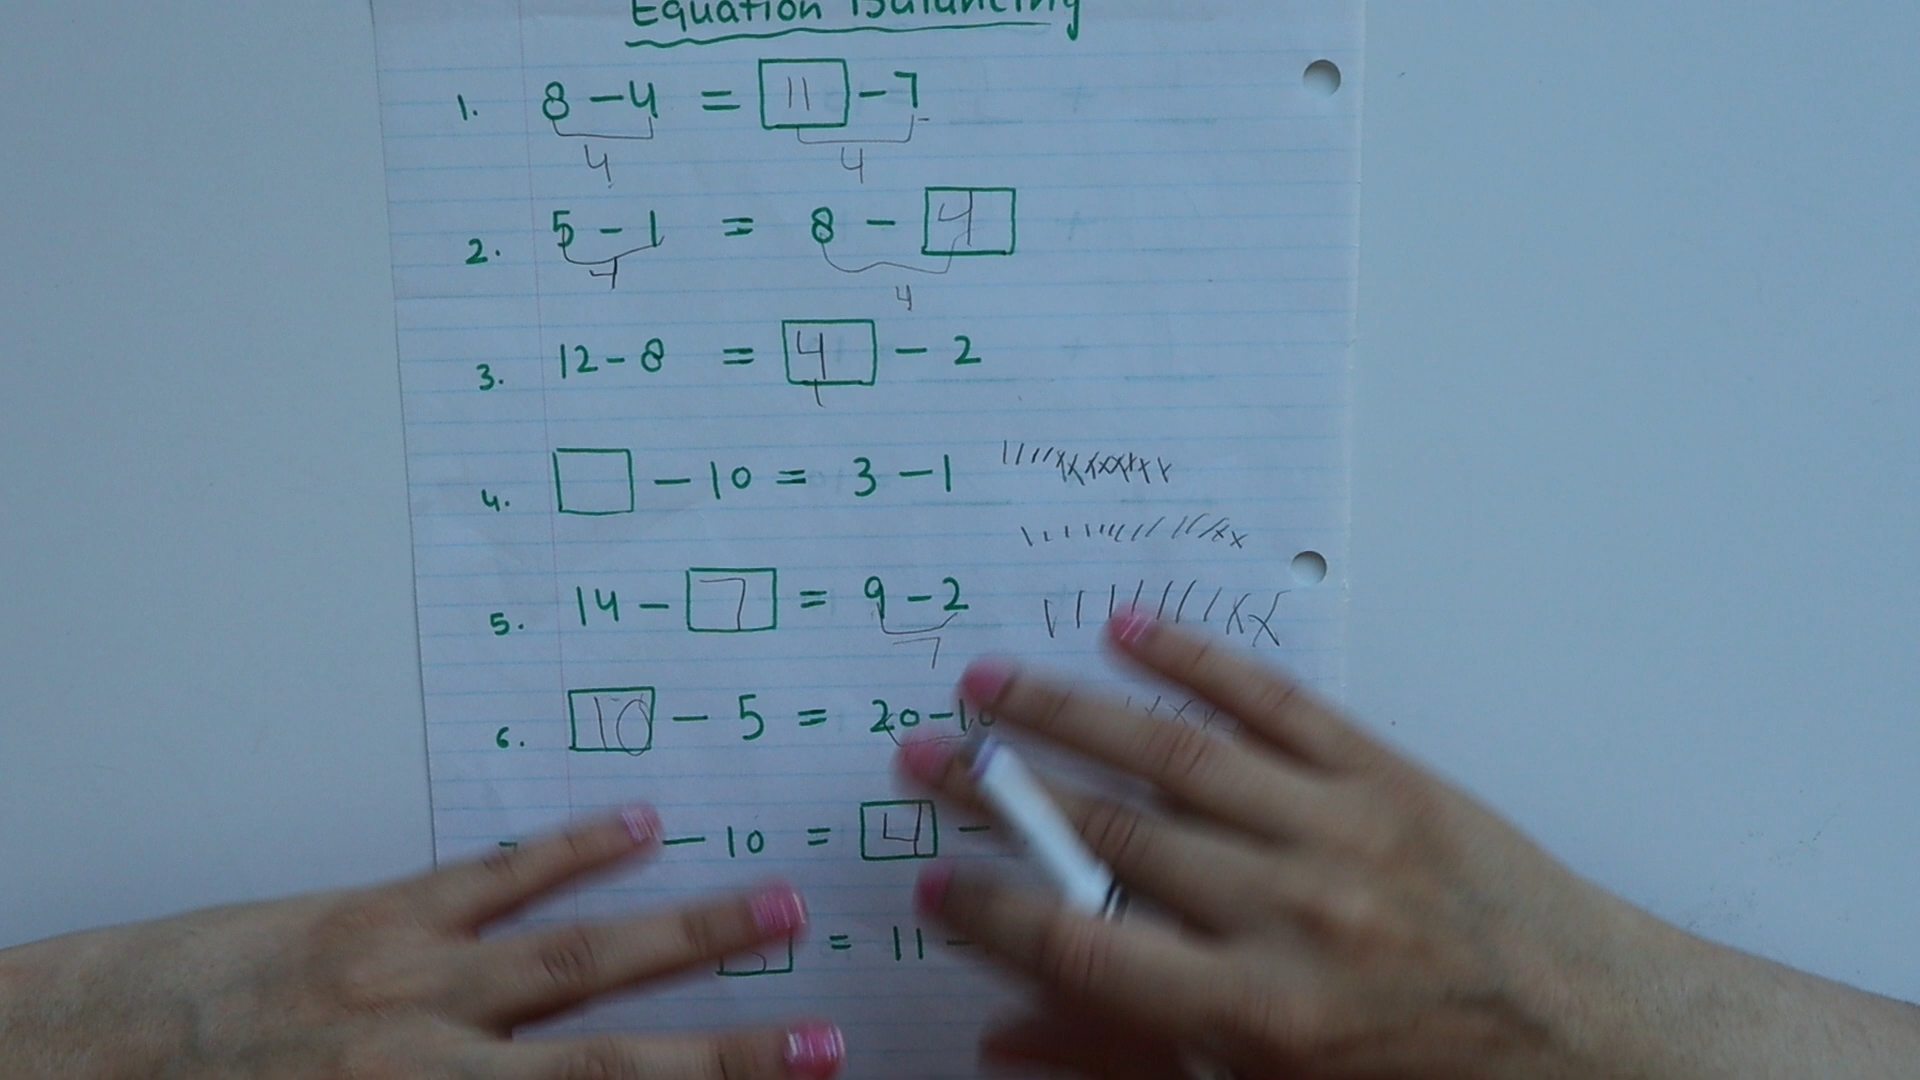 Equation Balancing
1. 8 - 4 = 11 - 7
4 4
2. 5 - 1 = 8 - 4
4 4
3. 12 - 8 = 4 - 2
4
4. - 10 = 3 - 1
5. 14 - 7 = 9 - 2
7
6. 10 - 5 = 20 - 10
- 10 = 4 -
= 11 -